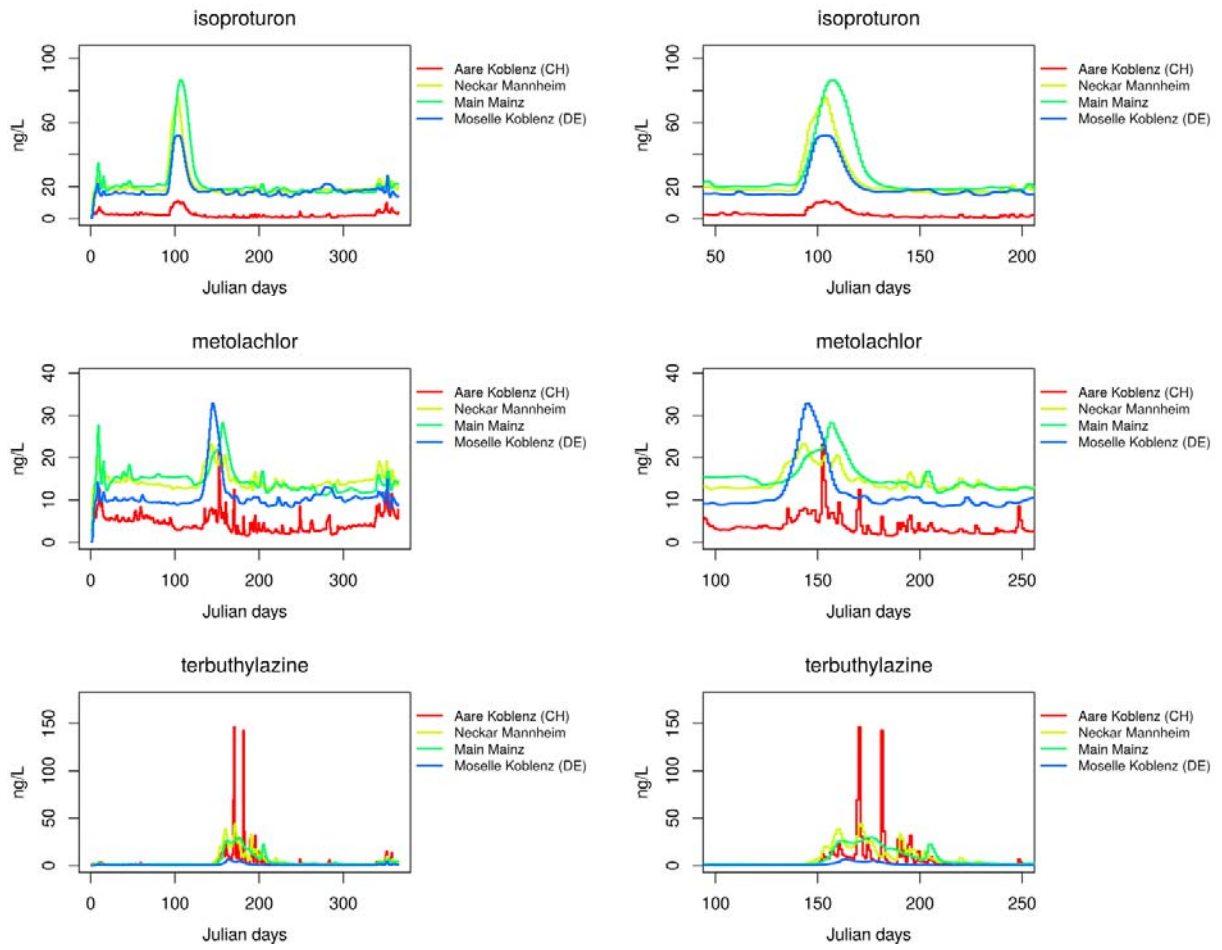 isoproturon
100
60
20
0
ng/L
0 100 200 300
Julian days
Aare Koblenz (CH)
Neckar Mannheim
Main Mainz
Moselle Koblenz (DE)
isoproturon
100
60
20
0
ng/L
50 100 150 200
Julian days
Aare Koblenz (CH)
Neckar Mannheim
Main Mainz
Moselle Koblenz (DE)
metolachlor
40
30
20
10
0
ng/L
0 100 200 300
Julian days
Aare Koblenz (CH)
Neckar Mannheim
Main Mainz
Moselle Koblenz (DE)
metolachlor
40
30
20
10
0
ng/L
100 150 200 250
Julian days
Aare Koblenz (CH)
Neckar Mannheim
Main Mainz
Moselle Koblenz (DE)
terbuthylazine
150
100
50
0
ng/L
0 100 200 300
Julian days
Aare Koblenz (CH)
Neckar Mannheim
Main Mainz
Moselle Koblenz (DE)
terbuthylazine
150
100
50
0
ng/L
100 150 200 250
Julian days
Aare Koblenz (CH)
Neckar Mannheim
Main Mainz
Moselle Koblenz (DE)